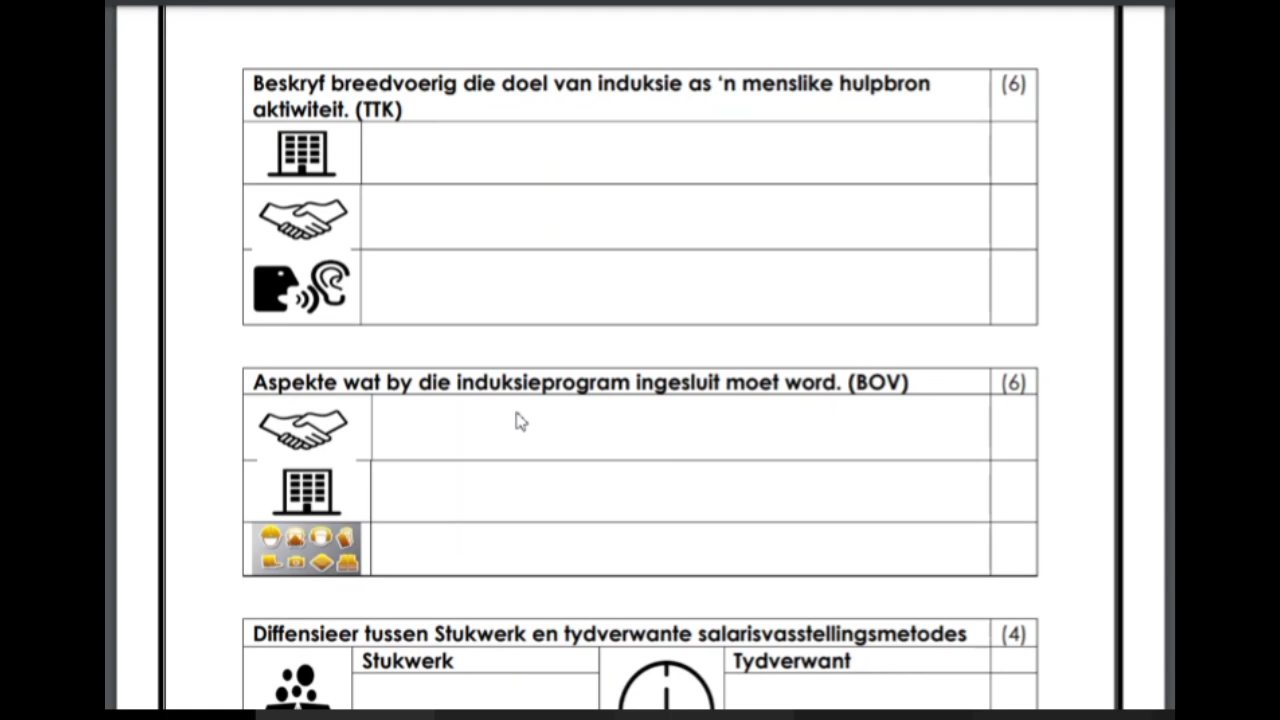 Beskryf breedvoerig die doel van induksie as ‘n menslike hulpbron (6)
aktiwiteit. (TTK)
Aspekte wat by die induksieprogram ingesluit moet word. (BOV) (6)
Diffensieer tussen Stukwerk en tydverwante salarisvasstellingsmetodes (4)
Stukwerk Tydverwant